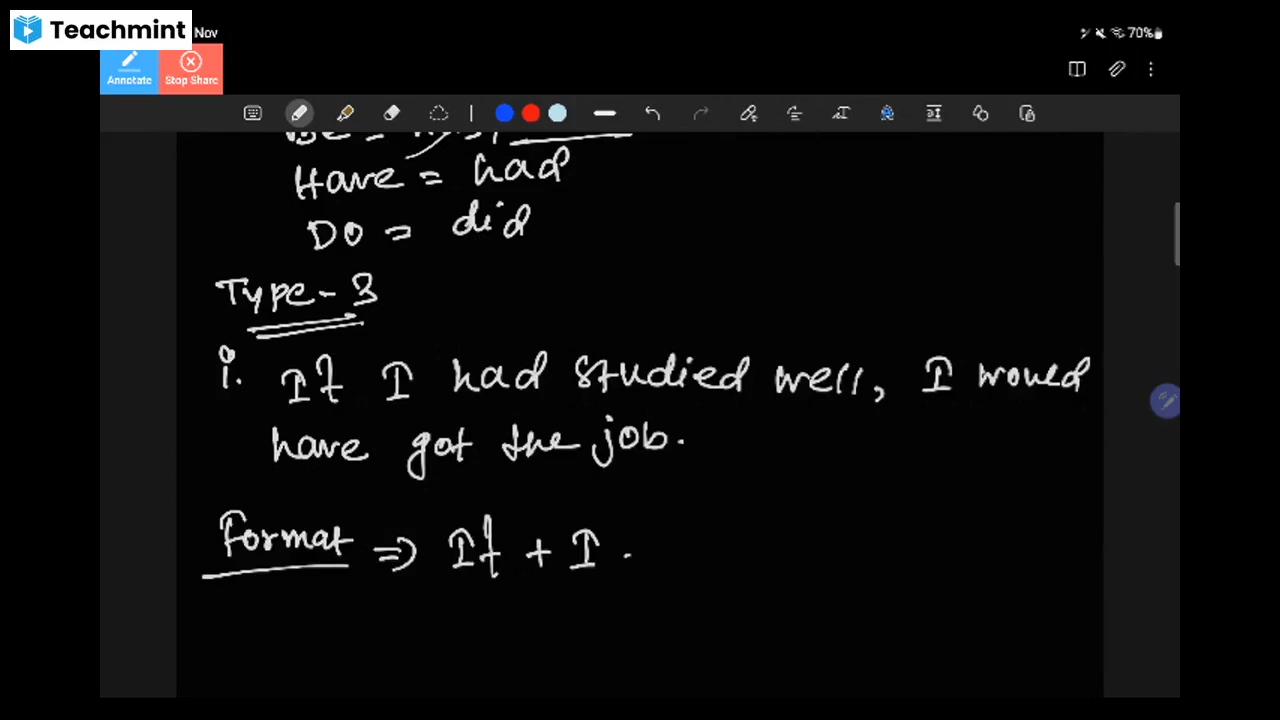 Teachmint
Nov
70%
Annotate
Stop Share
Be =
Have = had
DO = did
Type-3
i. If I had studied well, I would
have got the job.
Format ⇒ If + I